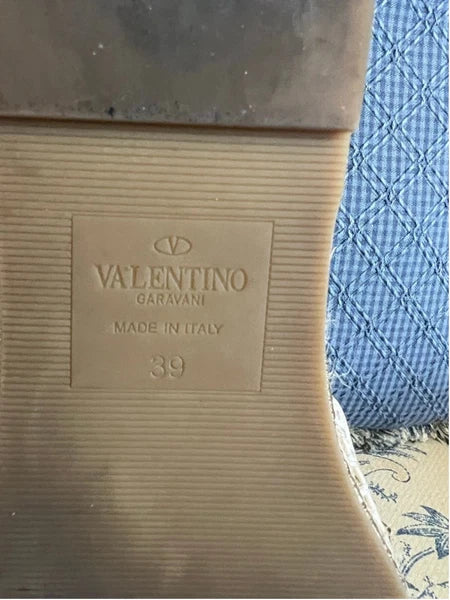 V
VALENTINO
GARAVANI
MADE IN ITALY
39